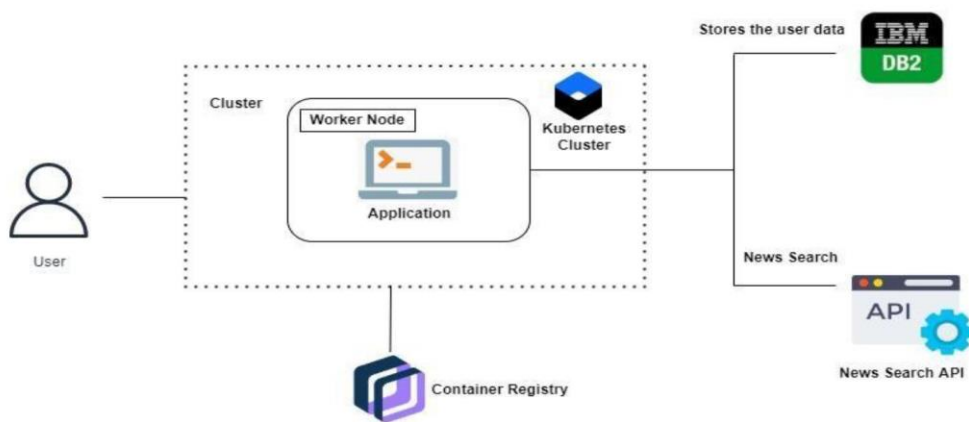 Stores the user data
IBM
DB2
Cluster
Worker Node
Kubernetes
Cluster
Application
User
News Search
API
News Search API
Container Registry